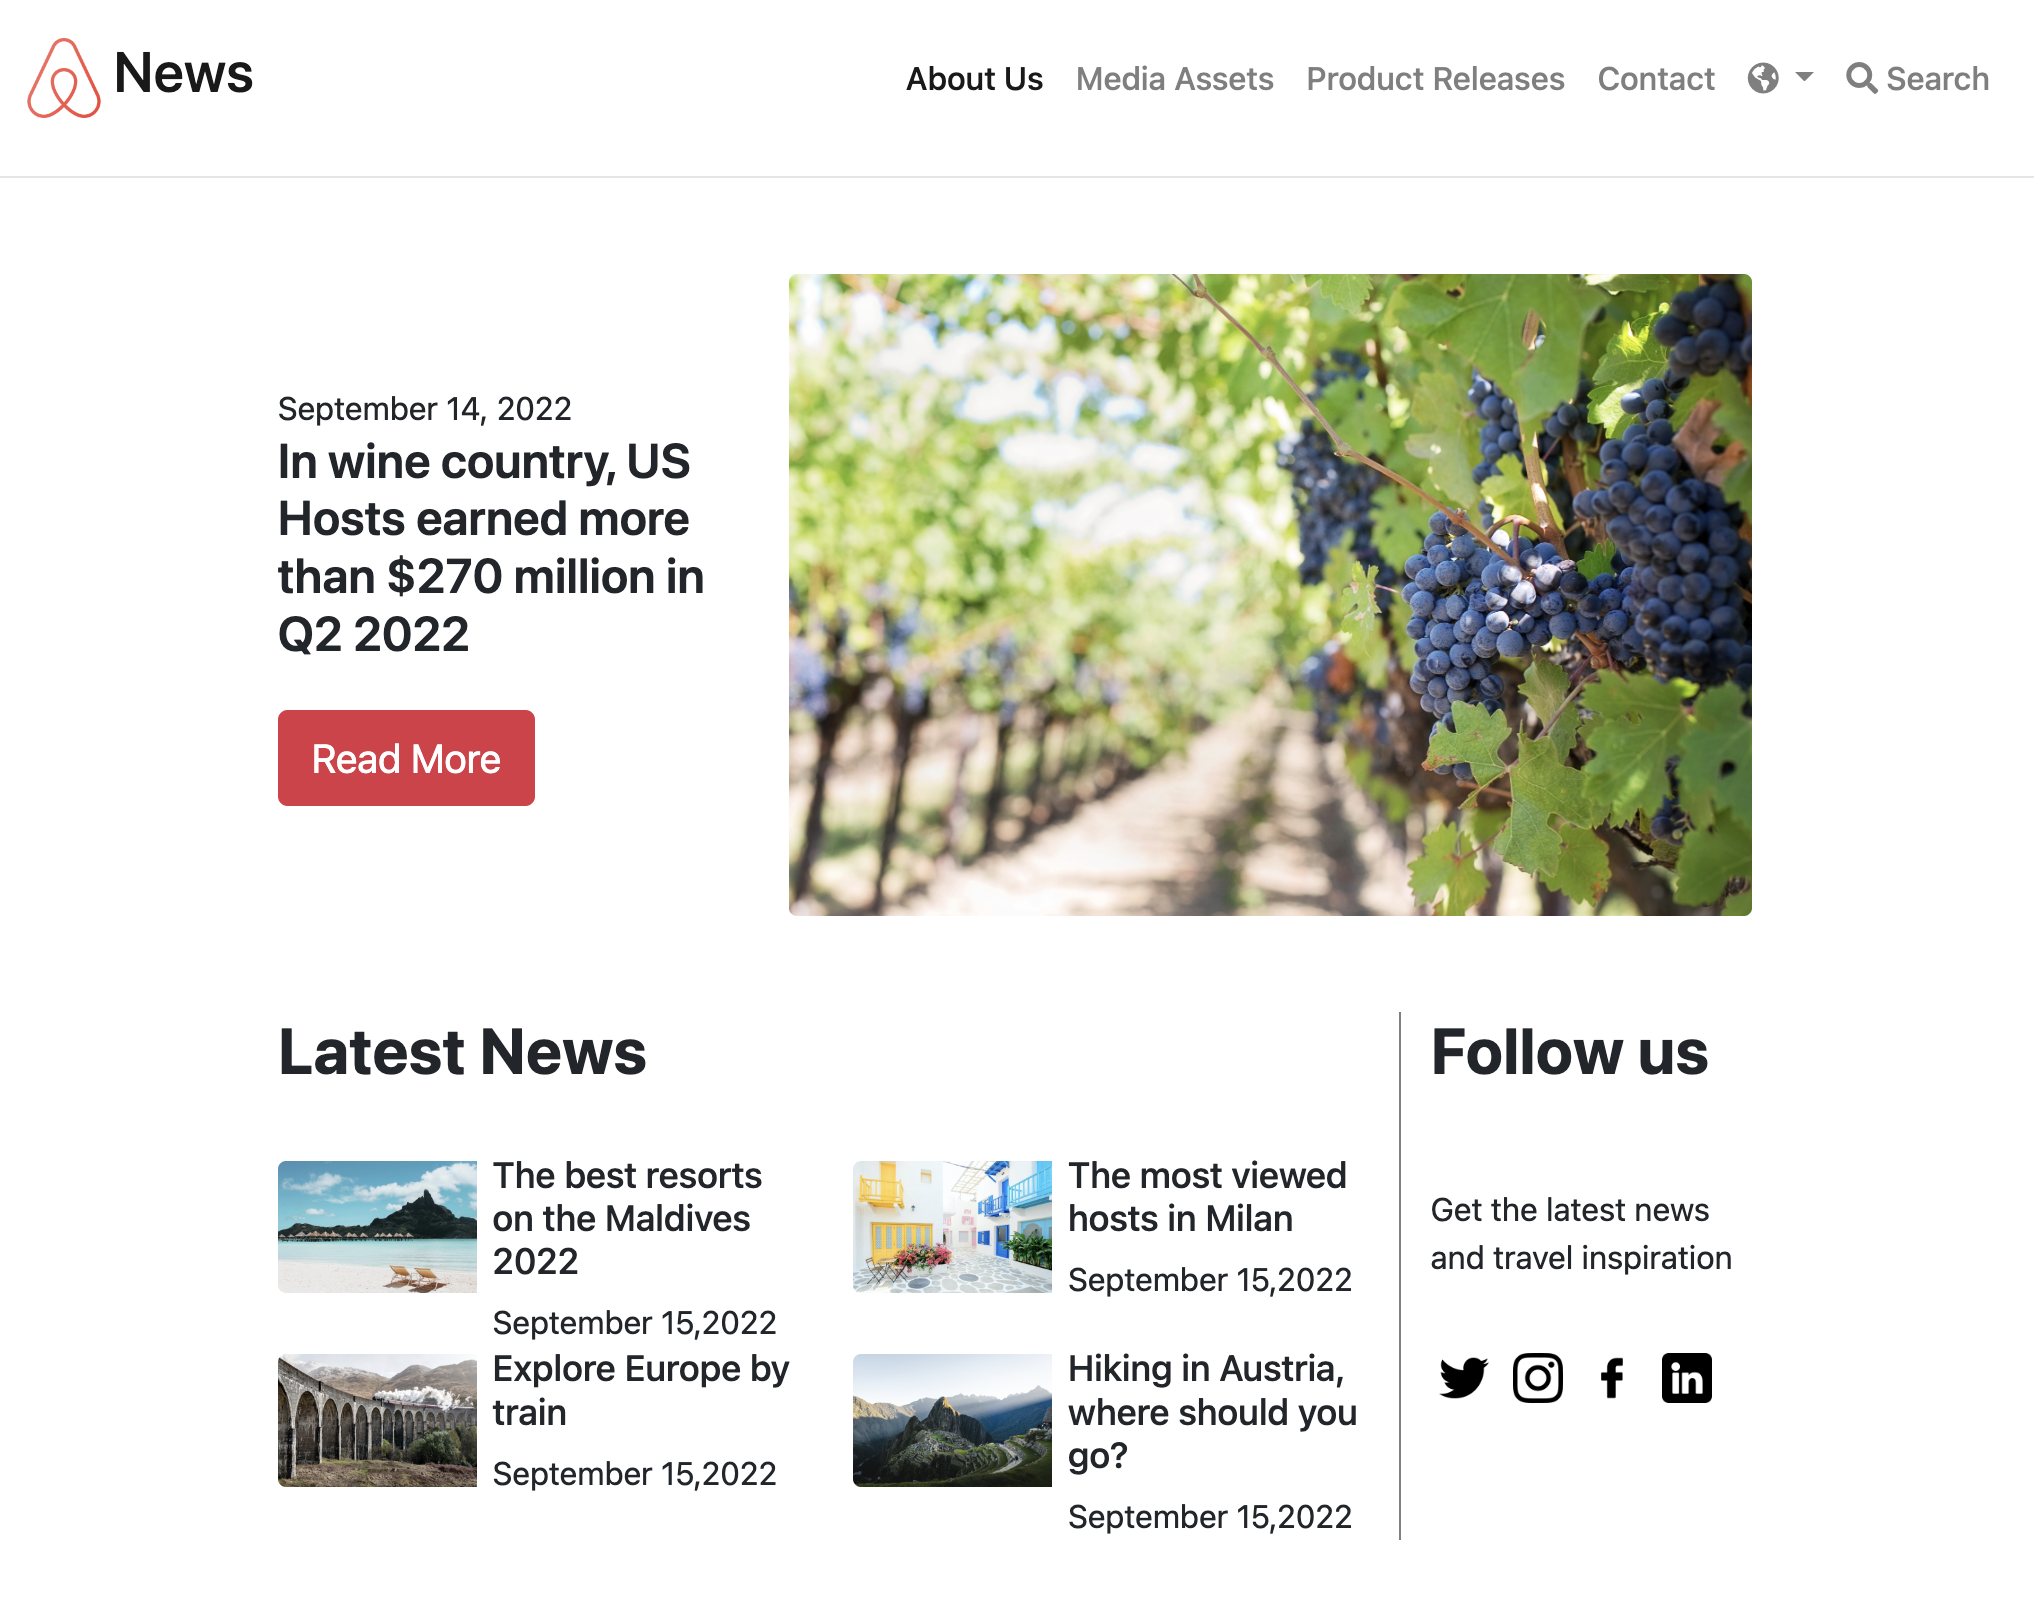 News
About Us
Media Assets
Product Releases
Contact
Search
September 14, 2022
In wine country, US
Hosts earned more
than $270 million in
Q2 2022
Read More
Latest News
The best resorts
on the Maldives
2022
September 15,2022
The most viewed
hosts in Milan
September 15,2022
Explore Europe by
train
September 15,2022
Hiking in Austria,
where should you
go?
September 15,2022
Follow us
Get the latest news
and travel inspiration